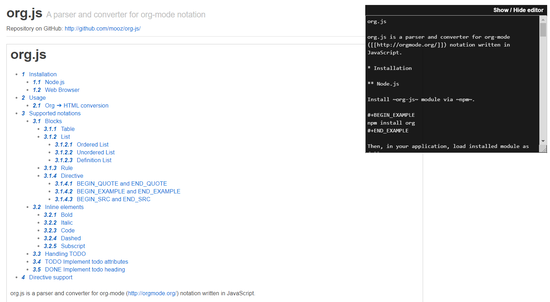 org.js A parser and converter for org-mode notation
Repository on GitHub: http://github.com/mooz/org-js/
org.js
1 Installation
1.1 Node.js
1.2 Web Browser
2 Usage
2.1 Org → HTML conversion
3 Supported notations
3.1 Blocks
3.1.1 Table
3.1.2 List
3.1.2.1 Ordered List
3.1.2.2 Unordered List
3.1.2.3 Definition List
3.1.3 Rule
3.1.4 Directive
3.1.4.1 BEGIN_QUOTE and END_QUOTE
3.1.4.2 BEGIN_EXAMPLE and END_EXAMPLE
3.1.4.3 BEGIN_SRC and END_SRC
3.2 Inline elements
3.2.1 Bold
3.2.2 Italic
3.2.3 Code
3.2.4 Dashed
3.2.5 Subscript
3.3 Handling TODO
3.4 TODO Implement todo attributes
3.5 DONE Implement todo heading
4 Directive support
org.js is a parser and converter for org-mode (http://orgmode.org/) notation written in JavaScript.
Show / Hide editor
org.js
org.js is a parser and converter for org-mode
([[http://orgmode.org/]]) notation written in
JavaScript.
* Installation
** Node.js
Install =org-js= module via =npm=.
#+BEGIN_EXAMPLE
npm install org
#+END_EXAMPLE
Then, in your application, load installed module as